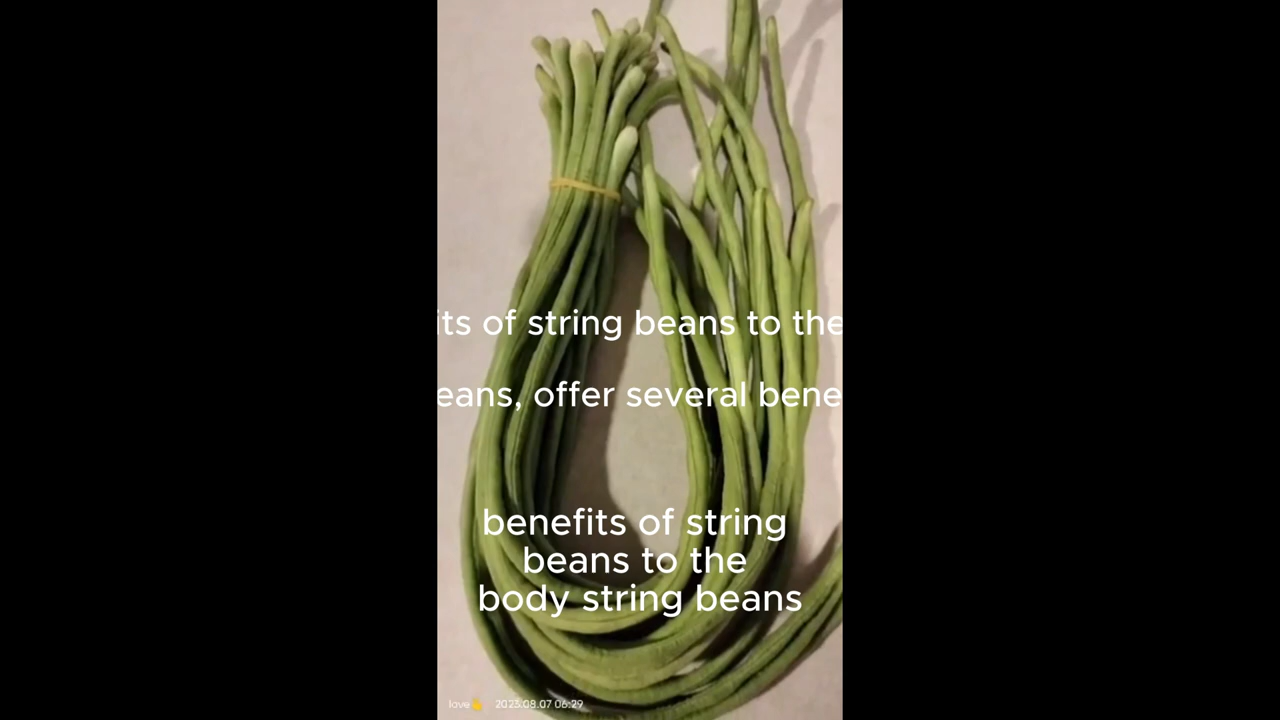 its of string beans to the
eans, offer several bene
benefits of string
beans to the
body string beans
love 2023.08.07 06:29